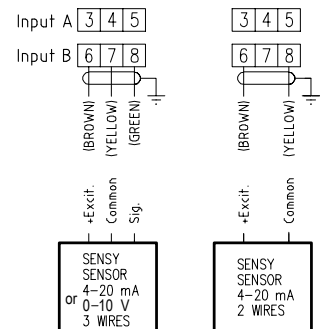 Input A 3 4 5 3 4 5
Input B 6 7 8 6 7 8
(BROWN) (YELLOW) (GREEN) (BROWN) (YELLOW)
+Excit. Common Sig. +Excit. Common
SENSY
SENSOR
4-20 mA
or 0-10 V
3 WIRES
SENSY
SENSOR
4-20 mA
2 WIRES